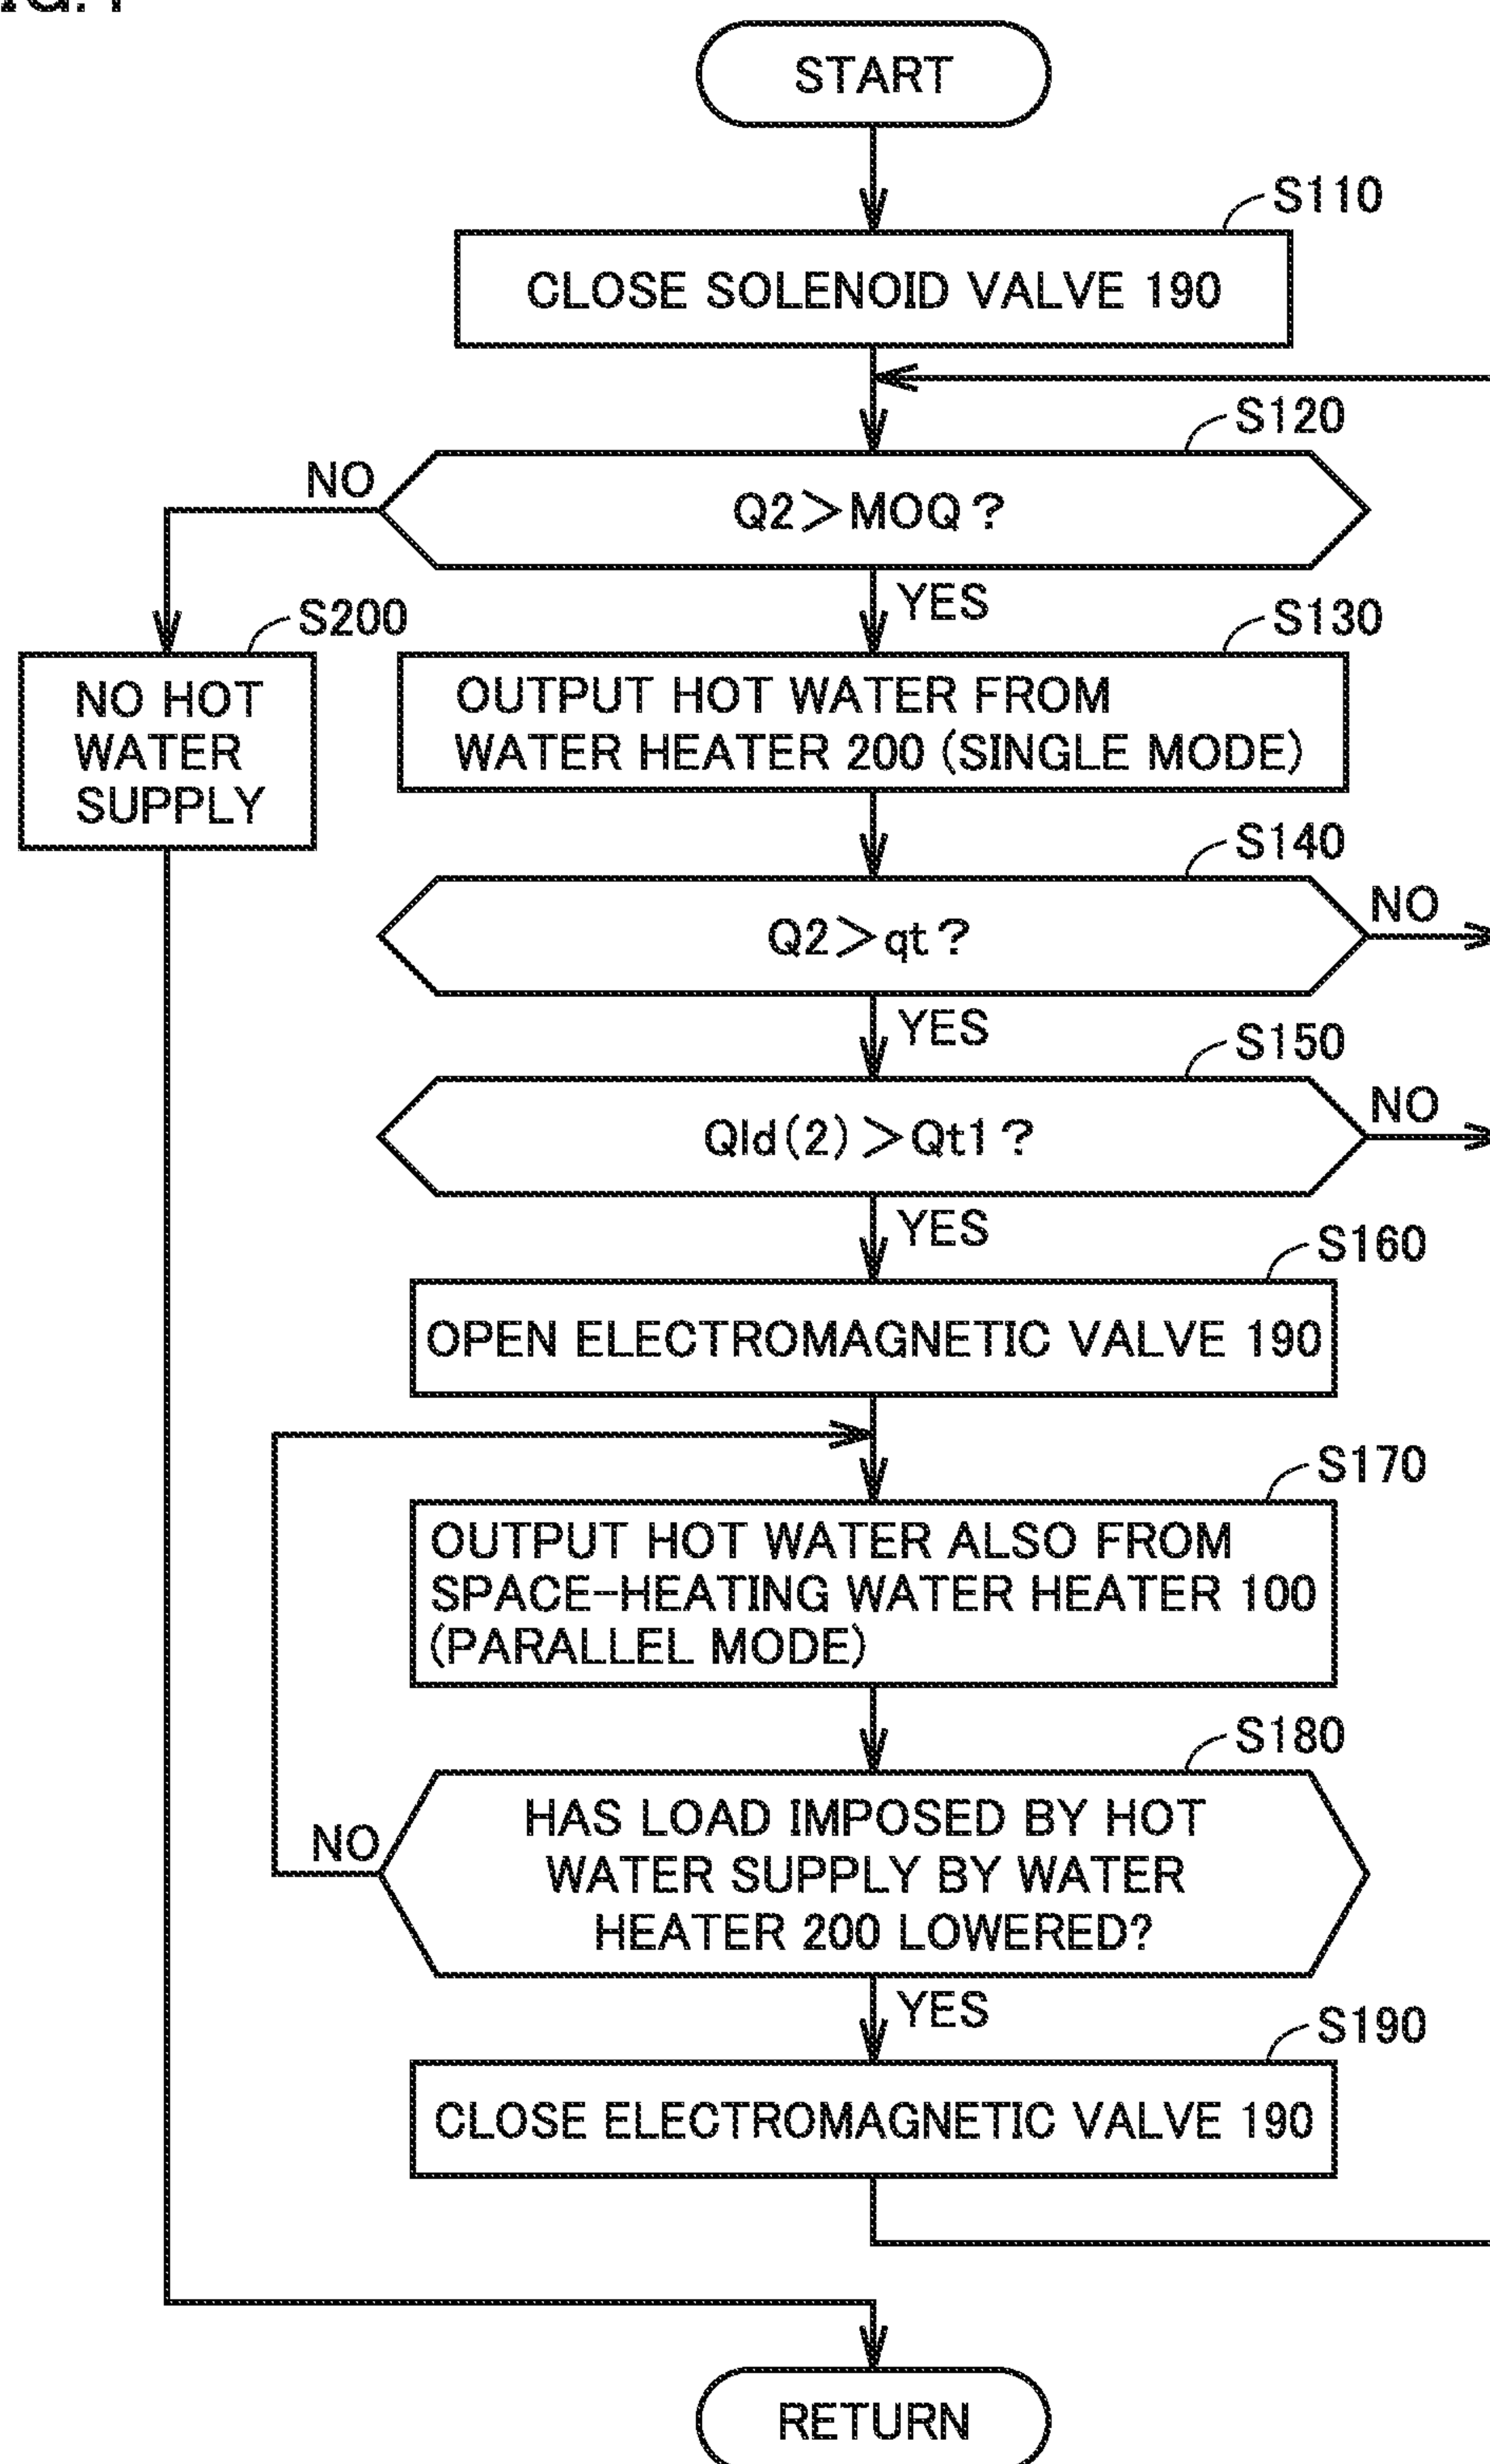 START
S110
CLOSE SOLENOID VALVE 190
S120
NO
Q2>MOQ?
YES
S200
NO HOT
WATER
SUPPLY
S130
OUTPUT HOT WATER FROM
WATER HEATER 200 (SINGLE MODE)
S140
Q2>qt?
NO
YES
S150
Qld(2)>Qt1?
NO
YES
S160
OPEN ELECTROMAGNETIC VALVE 190
S170
OUTPUT HOT WATER ALSO FROM
SPACE-HEATING WATER HEATER 100
(PARALLEL MODE)
S180
NO
HAS LOAD IMPOSED BY HOT
WATER SUPPLY BY WATER
HEATER 200 LOWERED?
YES
S190
CLOSE ELECTROMAGNETIC VALVE 190
RETURN